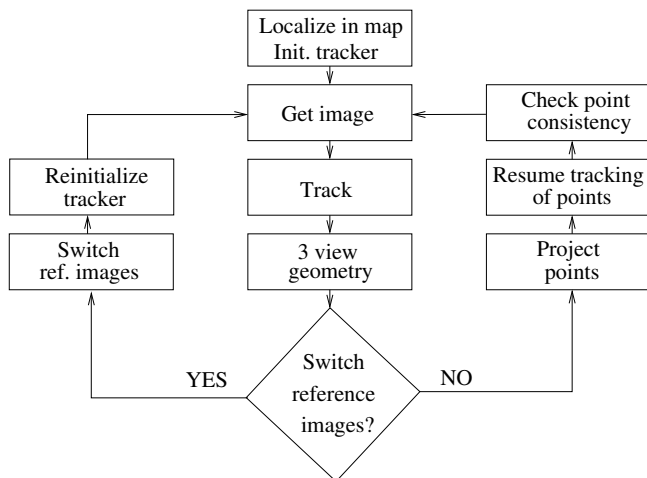 Localize in map
Init. tracker
Get image
Check point
consistency
Reinitialize
tracker
Track
Resume tracking
of points
Switch
ref. images
3 view
geometry
Project
points
YES
Switch
reference
images?
NO